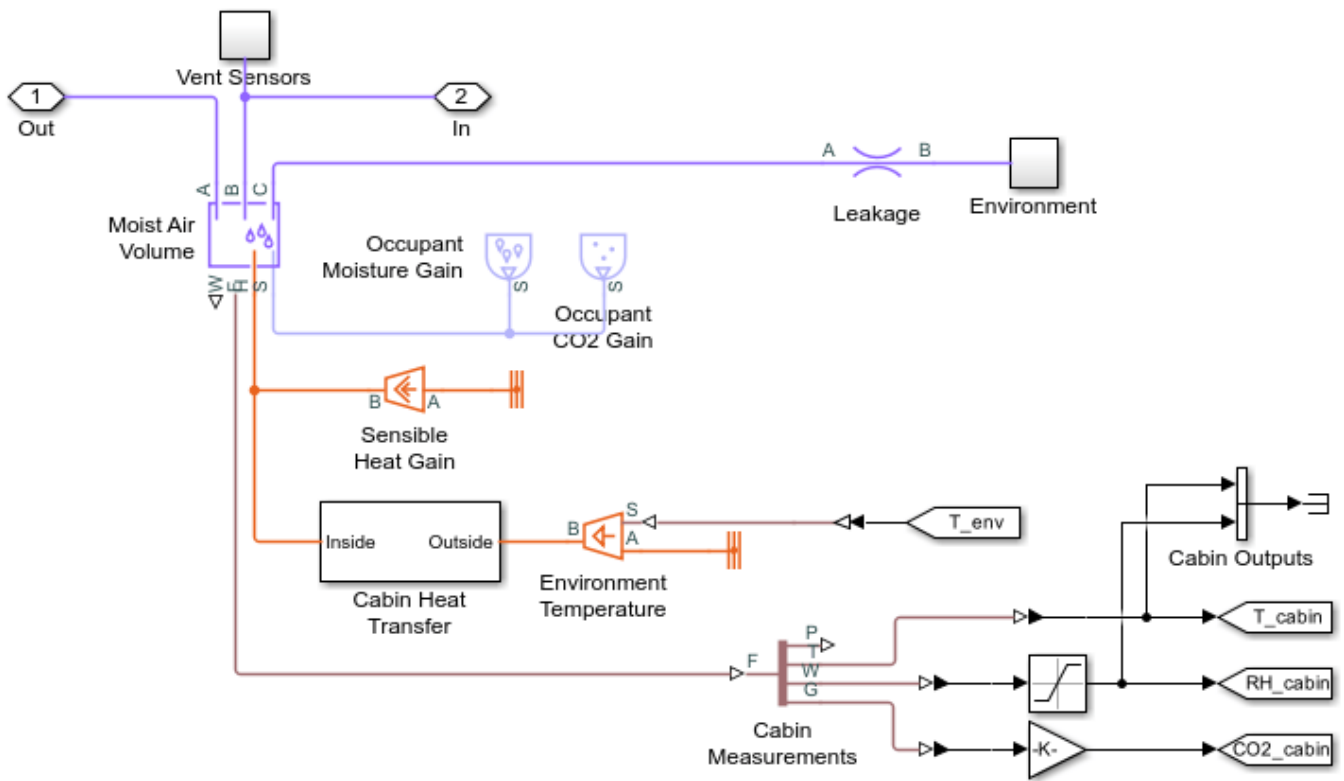 Vent Sensors
1
Out
2
In
A
B
C
A
B
Leakage
Environment
Moist Air
Volume
Occupant
Moisture Gain
S
S
Occupant
CO2 Gain
W
F
H
S
B
A
Sensible
Heat Gain
Inside
Outside
Cabin Heat
Transfer
B
S
A
Environment
Temperature
T_env
Cabin Outputs
F
P
T
W
G
Cabin
Measurements
T_cabin
RH_cabin
-K-
CO2_cabin